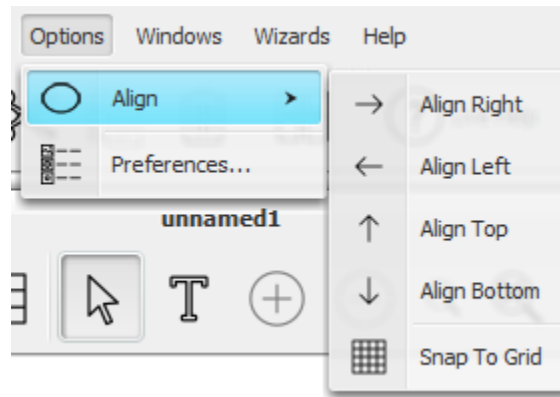 Options Windows Wizards Help
Align
Preferences...
Align Right
Align Left
Align Top
Align Bottom
Snap To Grid
unnamed1
T